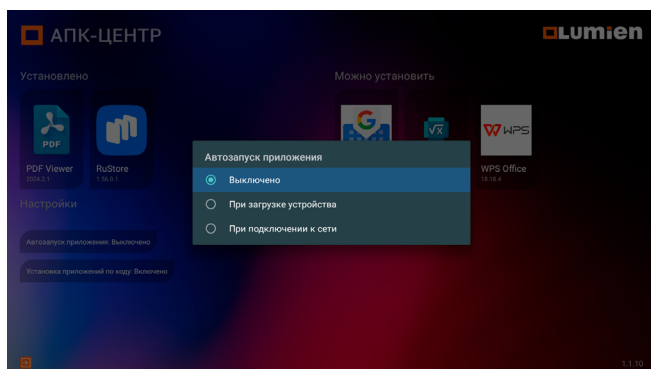 АПК-ЦЕНТР
Lumien
Установлено
Можно установить
PDF
G
√x
WPS
PDF Viewer
2024.2.1
RuStore
1.56.0.1
WPS Office
18.18.4
Автозапуск приложения
Выключено
При загрузке устройства
При подключении к сети
Настройки
Автозапуск приложения: Выключено
Установка приложений по коду: Включено
1.1.10